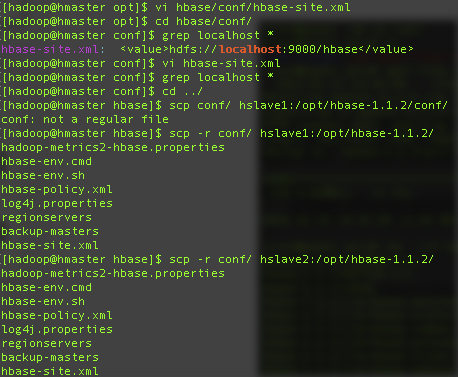 [[hadoop@hmaster opt]$ vi hbase/conf/hbase-site.xml
[[hadoop@hmaster opt]$ cd hbase/conf/
[[hadoop@hmaster conf]$ grep localhost *
hbase-site.xml:  <value>hdfs://localhost:9000/hbase</value>
[[hadoop@hmaster conf]$ vi hbase-site.xml
[[hadoop@hmaster conf]$ grep localhost *
[[hadoop@hmaster conf]$ cd ../
[[hadoop@hmaster hbase]$ scp conf/ hslave1:/opt/hbase-1.1.2/conf/
conf: not a regular file
[[hadoop@hmaster hbase]$ scp -r conf/ hslave1:/opt/hbase-1.1.2/
hadoop-metrics2-hbase.properties
hbase-env.cmd
hbase-env.sh
hbase-policy.xml
log4j.properties
regionservers
backup-masters
hbase-site.xml
[[hadoop@hmaster hbase]$ scp -r conf/ hslave2:/opt/hbase-1.1.2/
hadoop-metrics2-hbase.properties
hbase-env.cmd
hbase-env.sh
hbase-policy.xml
log4j.properties
regionservers
backup-masters
hbase-site.xml